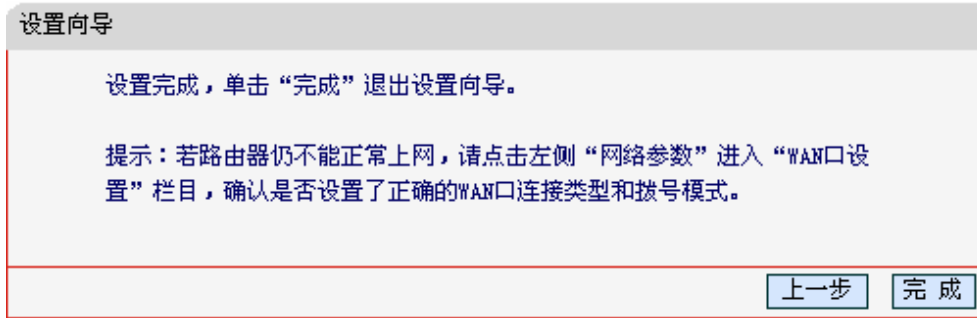 设置向导
设置完成，单击“完成”退出设置向导。
提示：若路由器仍不能正常上网，请点击左侧“网络参数”进入“WAN口设
置”栏目，确认是否设置了正确的WAN口连接类型和拨号模式。
上一步 完 成